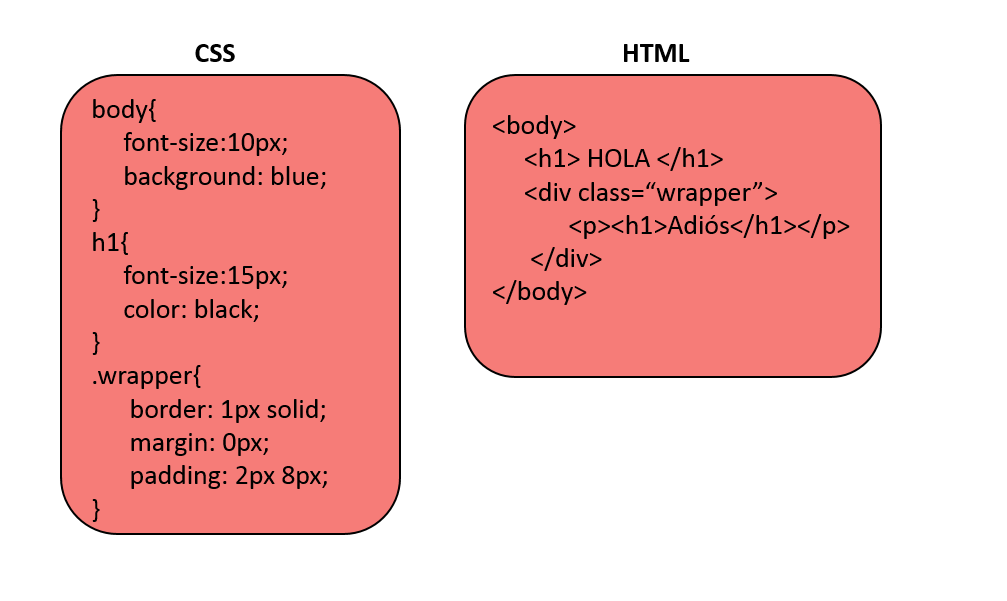 CSS
body{
font-size:10px;
background: blue;
}
h1{
font-size:15px;
color: black;
}
.wrapper{
border: 1px solid;
margin: 0px;
padding: 2px 8px;
}
HTML
<body>
<h1> HOLA </h1>
<div class=“wrapper”>
<p><h1>Adiós</h1></p>
</div>
</body>